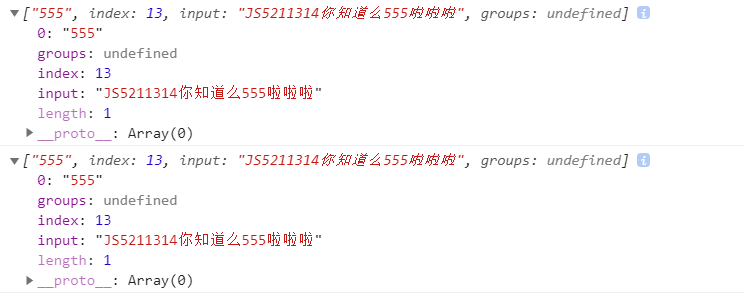 ["555", index: 13, input: "JS5211314你知道么555啦啦啦", groups: undefined] i
0: "555"
groups: undefined
index: 13
input: "JS5211314你知道么555啦啦啦"
length: 1
__proto__: Array(0)
["555", index: 13, input: "JS5211314你知道么555啦啦啦", groups: undefined] i
0: "555"
groups: undefined
index: 13
input: "JS5211314你知道么555啦啦啦"
length: 1
__proto__: Array(0)